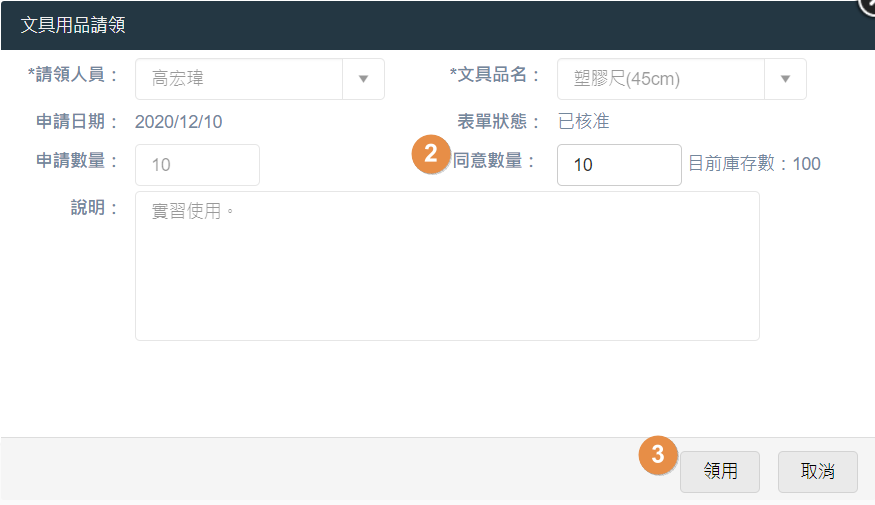 文具用品請領
*請領人員： 高宏瑋 *文具品名： 塑膠尺(45cm)
申請日期： 2020/12/10 表單狀態： 已核准
申請數量： 10 2 同意數量： 10 目前庫存數：100
說明： 實習使用。
3 領用 取消